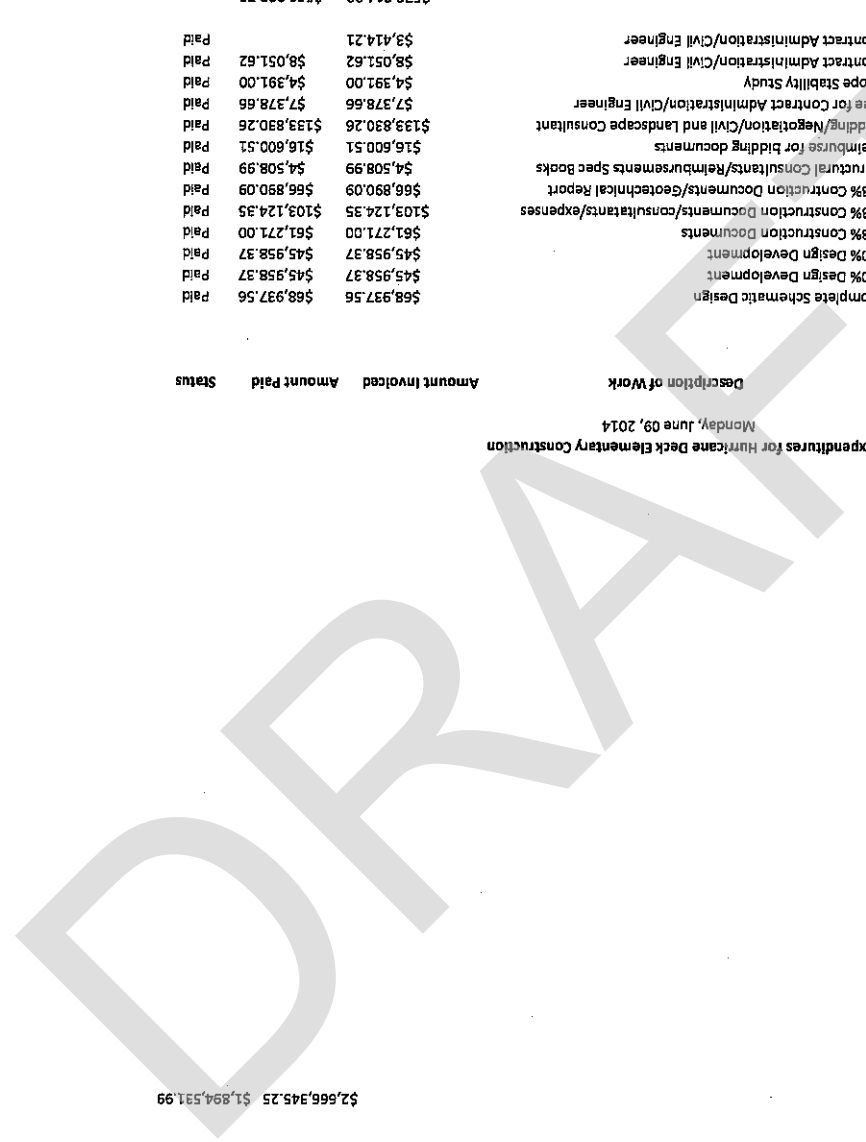 $2,666,345.25 $1,894,531.99
xpenditures for Hurricane Deck Elementary Construction
Monday, June 09, 2014
Description of Work Amount Invoiced Amount Paid Status
omplete Schematic Design $68,937.56 $68,937.56 Paid
0% Design Development $45,958.37 $45,958.37 Paid
0% Design Development $45,958.37 $45,958.37 Paid
8% Construction Documents $61,271.00 $61,271.00 Paid
8% Construction Documents/consultatants/expenses $103,124.35 $103,124.35 Paid
8% Contruction Documents/Geotechnical Report $66,890.09 $66,890.09 Paid
ructural Consultants/Reimbursements Spec Books $4,508.99 $4,508.99 Paid
eimburse for bidding documents $16,600.51 $16,600.51 Paid
dding/Negotiation/Civil and Landscape Consultant $133,830.26 $133,830.26 Paid
e for Contract Administration/Civil Engineer $7,378.66 $7,378.66 Paid
ope Stability Study $4,391.00 $4,391.00 Paid
ontract Administration/Civil Engineer $8,051.62 $8,051.62 Paid
ontract Administration/Civil Engineer $3,414.21 Paid
DRAFT